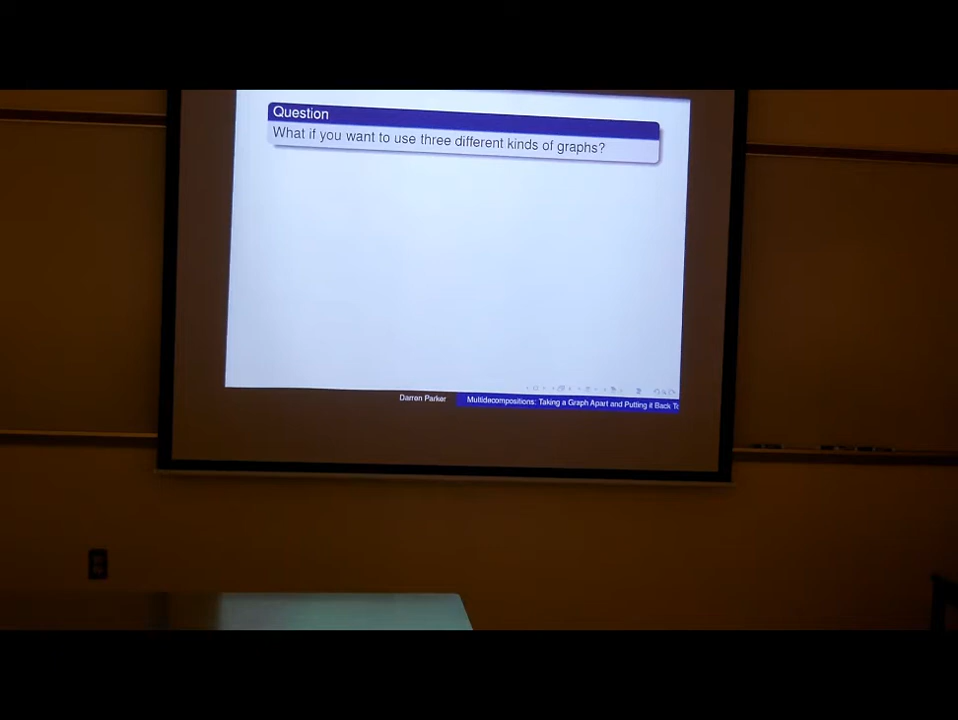 Question
What if you want to use three different kinds of graphs?
Darren Parker
Multidecompositions: Taking a Graph Apart and Putting it Back To